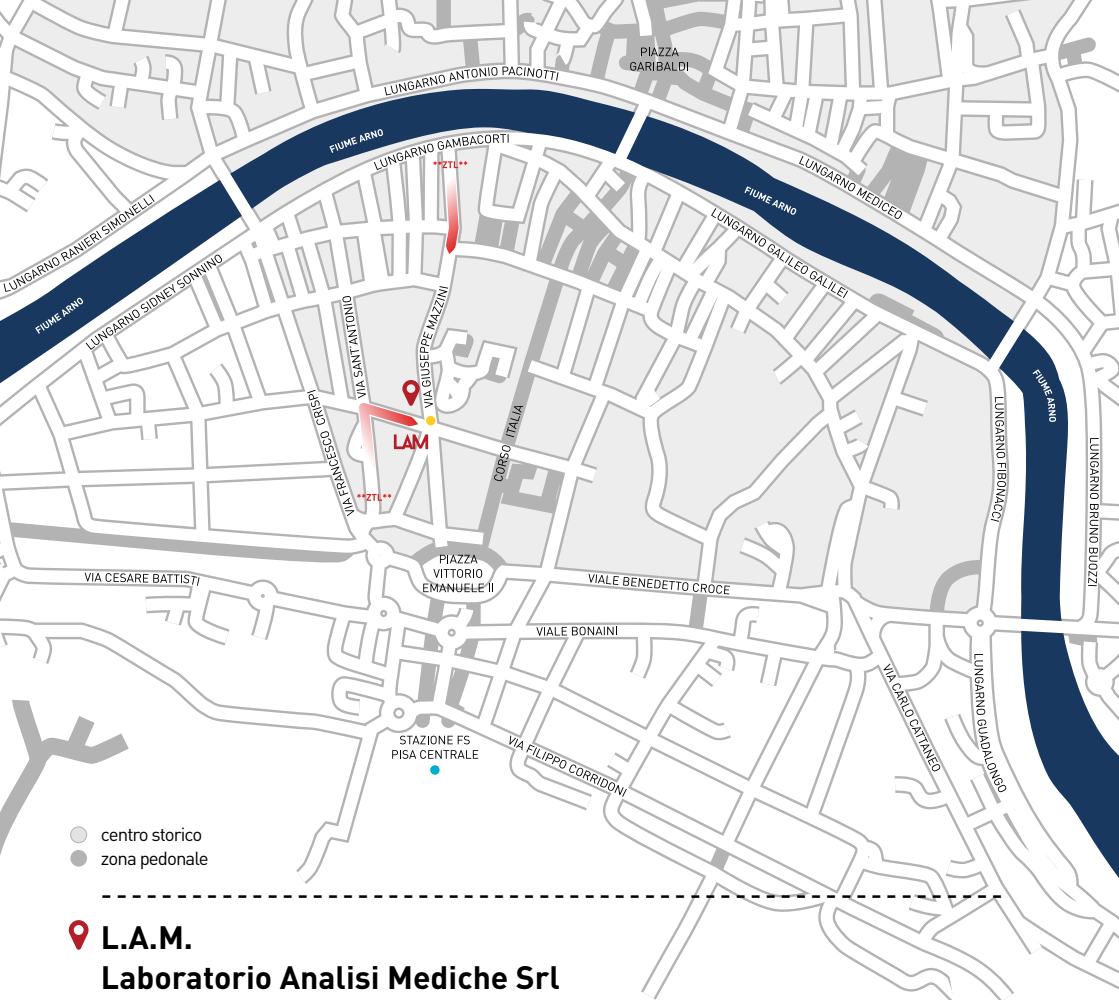 PIAZZA
GARIBALDI
LUNGARNO ANTONIO PACINOTTI
FIUME ARNO
LUNGARNO GAMBACORTI
**ZTL**
LUNGARNO MEDICEO
FIUME ARNO
LUNGARNO RANIERI SIMONELLI
LUNGARNO GALILEO GALILEI
LUNGARNO SIDNEY SONNINO
FIUME ARNO
VIA SANT'ANTONIO
VIA GIUSEPPE MAZZINI
FIUME ARNO
VIA FRANCESCO CRISPI
LAM
CORSO ITALIA
LUNGARNO FIBONACCI
LUNGARNO BRUNO BUOZZI
**ZTL**
PIAZZA
VITTORIO
EMANUELE II
VIA CESARE BATTISTI
VIALE BENEDETTO CROCE
VIALE BONAINI
VIA CARLO CATTANEO
LUNGARNO GUADALONGO
STAZIONE FS
PISA CENTRALE
VIA FILIPPO CORRIDONI
centro storico
zona pedonale
L.A.M.
Laboratorio Analisi Mediche Srl